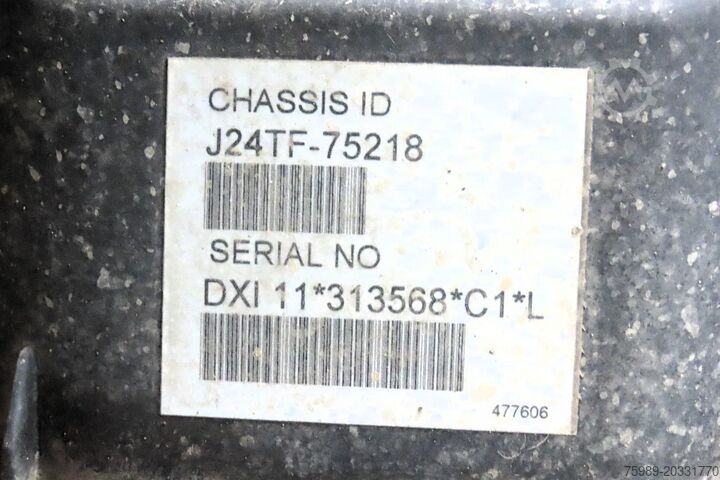 CHASSIS ID
J24TF-75218
SERIAL NO
DXI 11*313568*C1*L
477606
75989-20331770